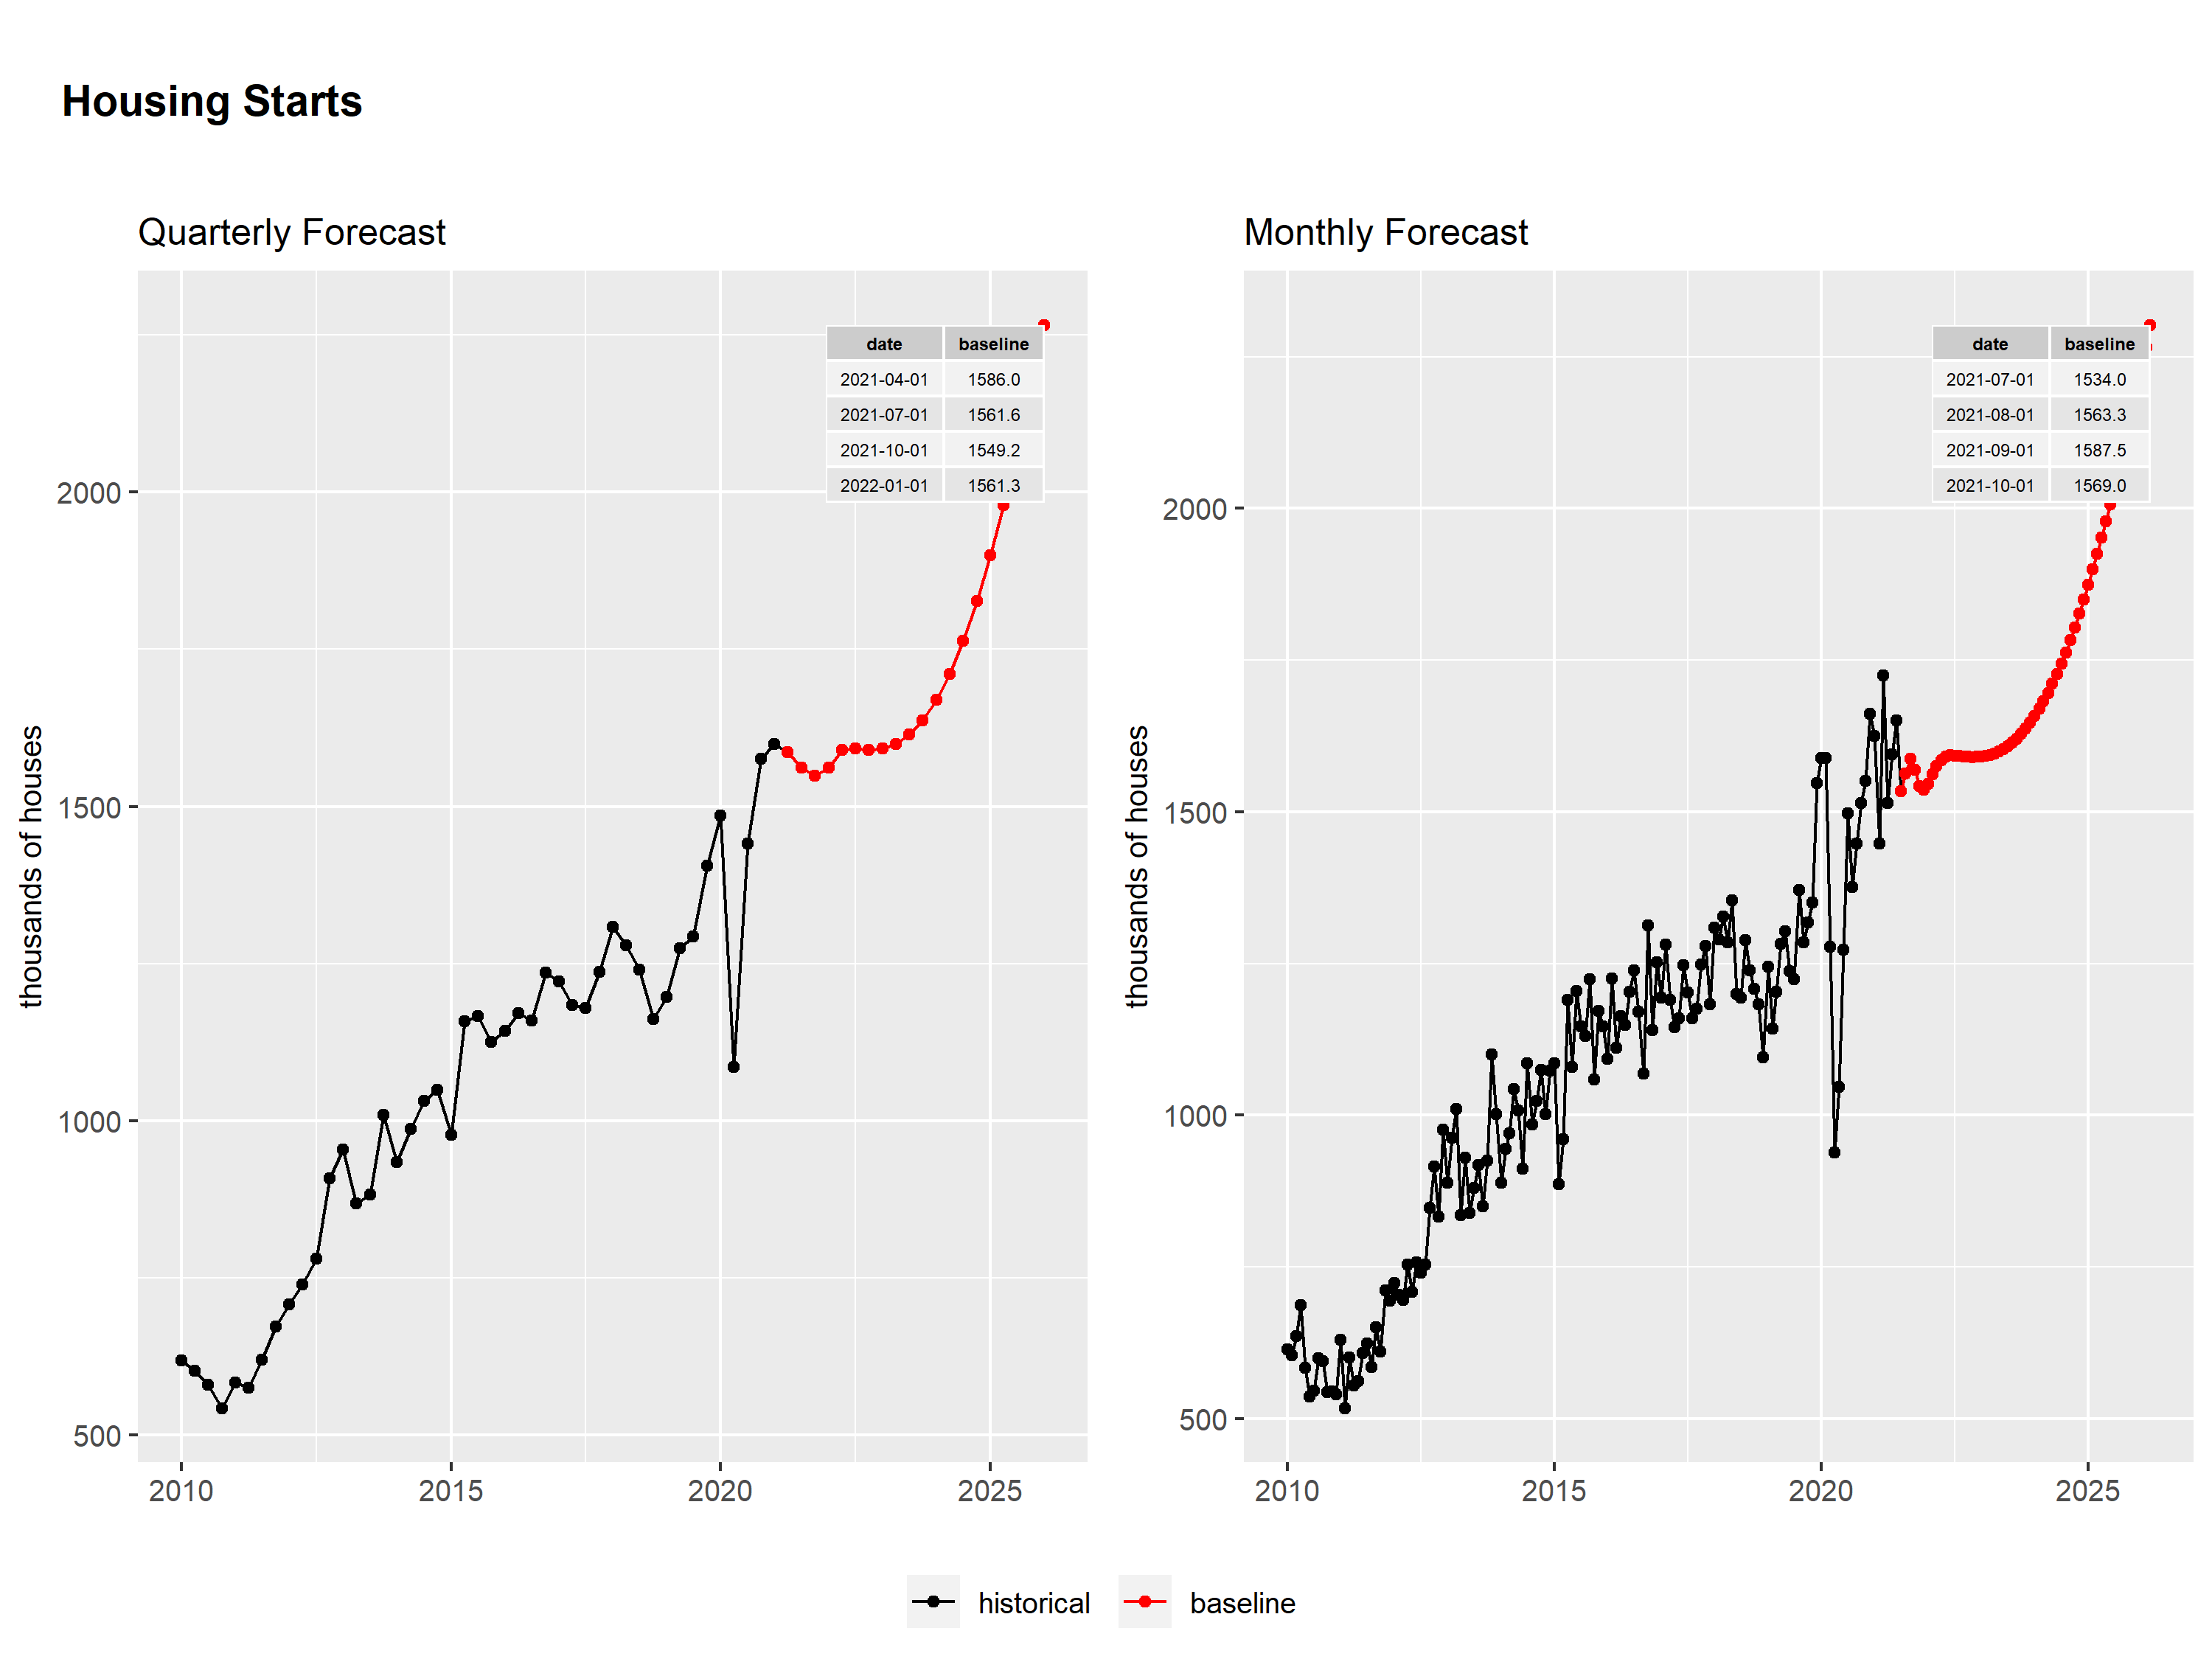 Housing Starts
Quarterly Forecast
thousands of houses
2000
1500
1000
500
2010 2015 2020 2025
date baseline
2021-04-01 1586.0
2021-07-01 1561.6
2021-10-01 1549.2
2022-01-01 1561.3
Monthly Forecast
thousands of houses
2000
1500
1000
500
2010 2015 2020 2025
date baseline
2021-07-01 1534.0
2021-08-01 1563.3
2021-09-01 1587.5
2021-10-01 1569.0
historical baseline